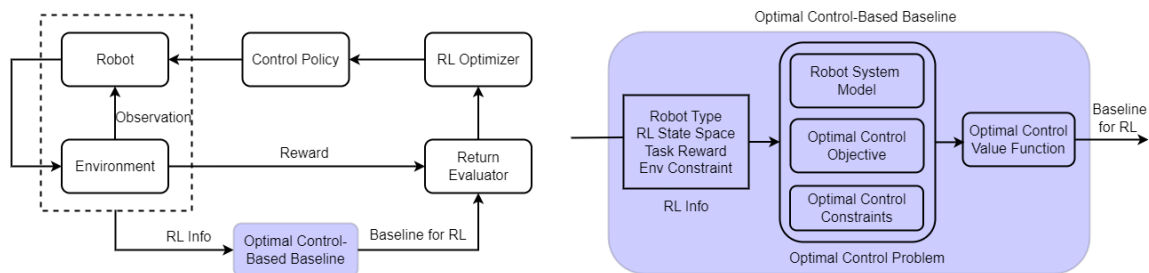 Robot
Control Policy
RL Optimizer
Observation
Environment
Reward
Return
Evaluator
RL Info
Optimal Control-
Based Baseline
Baseline for RL
Optimal Control-Based Baseline
Robot Type
RL State Space
Task Reward
Env Constraint
RL Info
Robot System
Model
Optimal Control
Objective
Optimal Control
Constraints
Optimal Control Problem
Optimal Control
Value Function
Baseline
for RL